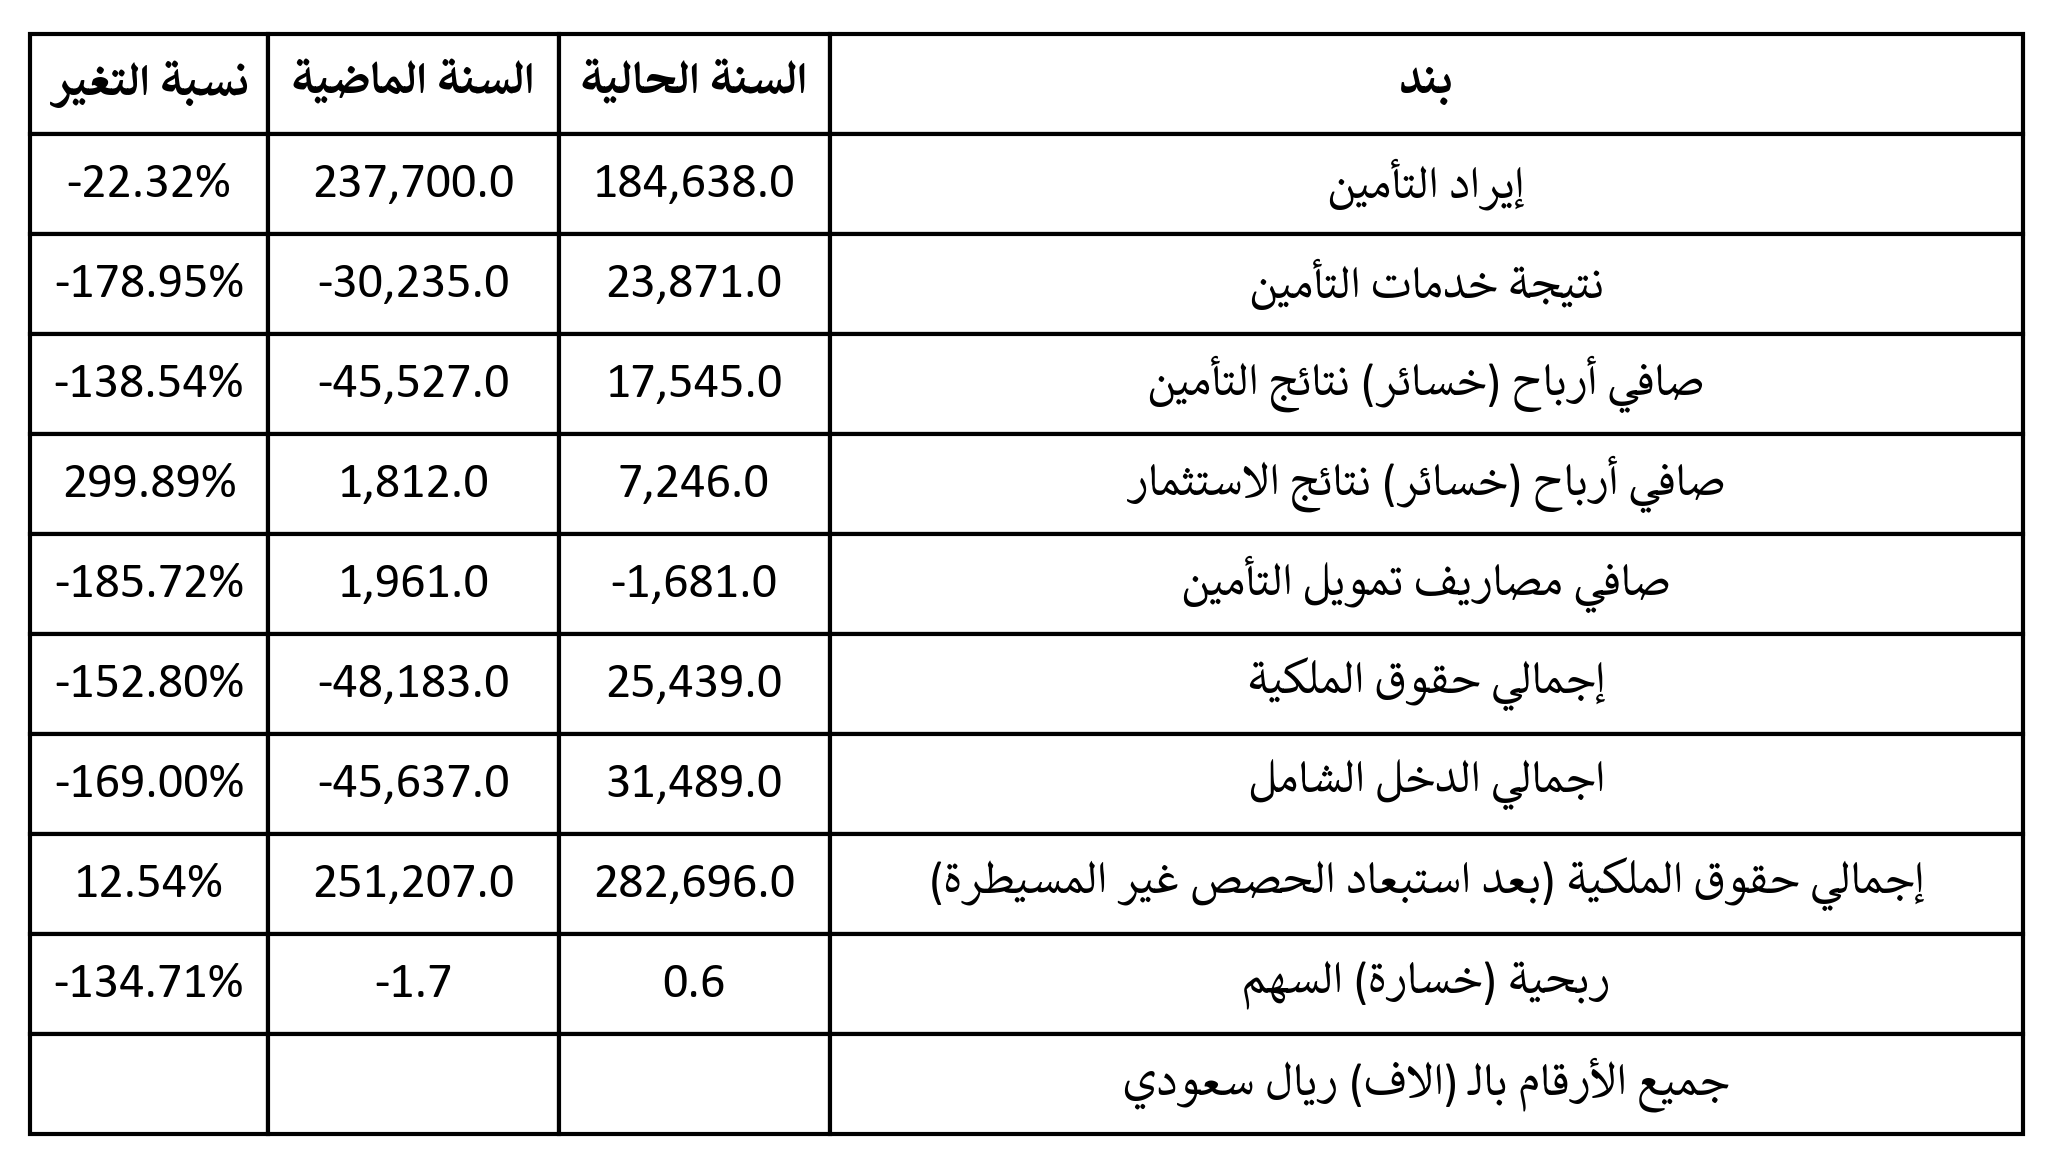 بند السنة الحالية السنة الماضية نسبة التغير
إيراد التأمين 184,638.0 237,700.0 -22.32%
نتيجة خدمات التأمين 23,871.0 -30,235.0 -178.95%
صافي أرباح (خسائر) نتائج التأمين 17,545.0 -45,527.0 -138.54%
صافي أرباح (خسائر) نتائج الاستثمار 7,246.0 1,812.0 299.89%
صافي مصاريف تمويل التأمين -1,681.0 1,961.0 -185.72%
إجمالي حقوق الملكية 25,439.0 -48,183.0 -152.80%
اجمالي الدخل الشامل 31,489.0 -45,637.0 -169.00%
إجمالي حقوق الملكية (بعد استبعاد الحصص غير المسيطرة) 282,696.0 251,207.0 12.54%
ربحية (خسارة) السهم 0.6 -1.7 -134.71%
جميع الأرقام بالـ (الاف) ريال سعودي